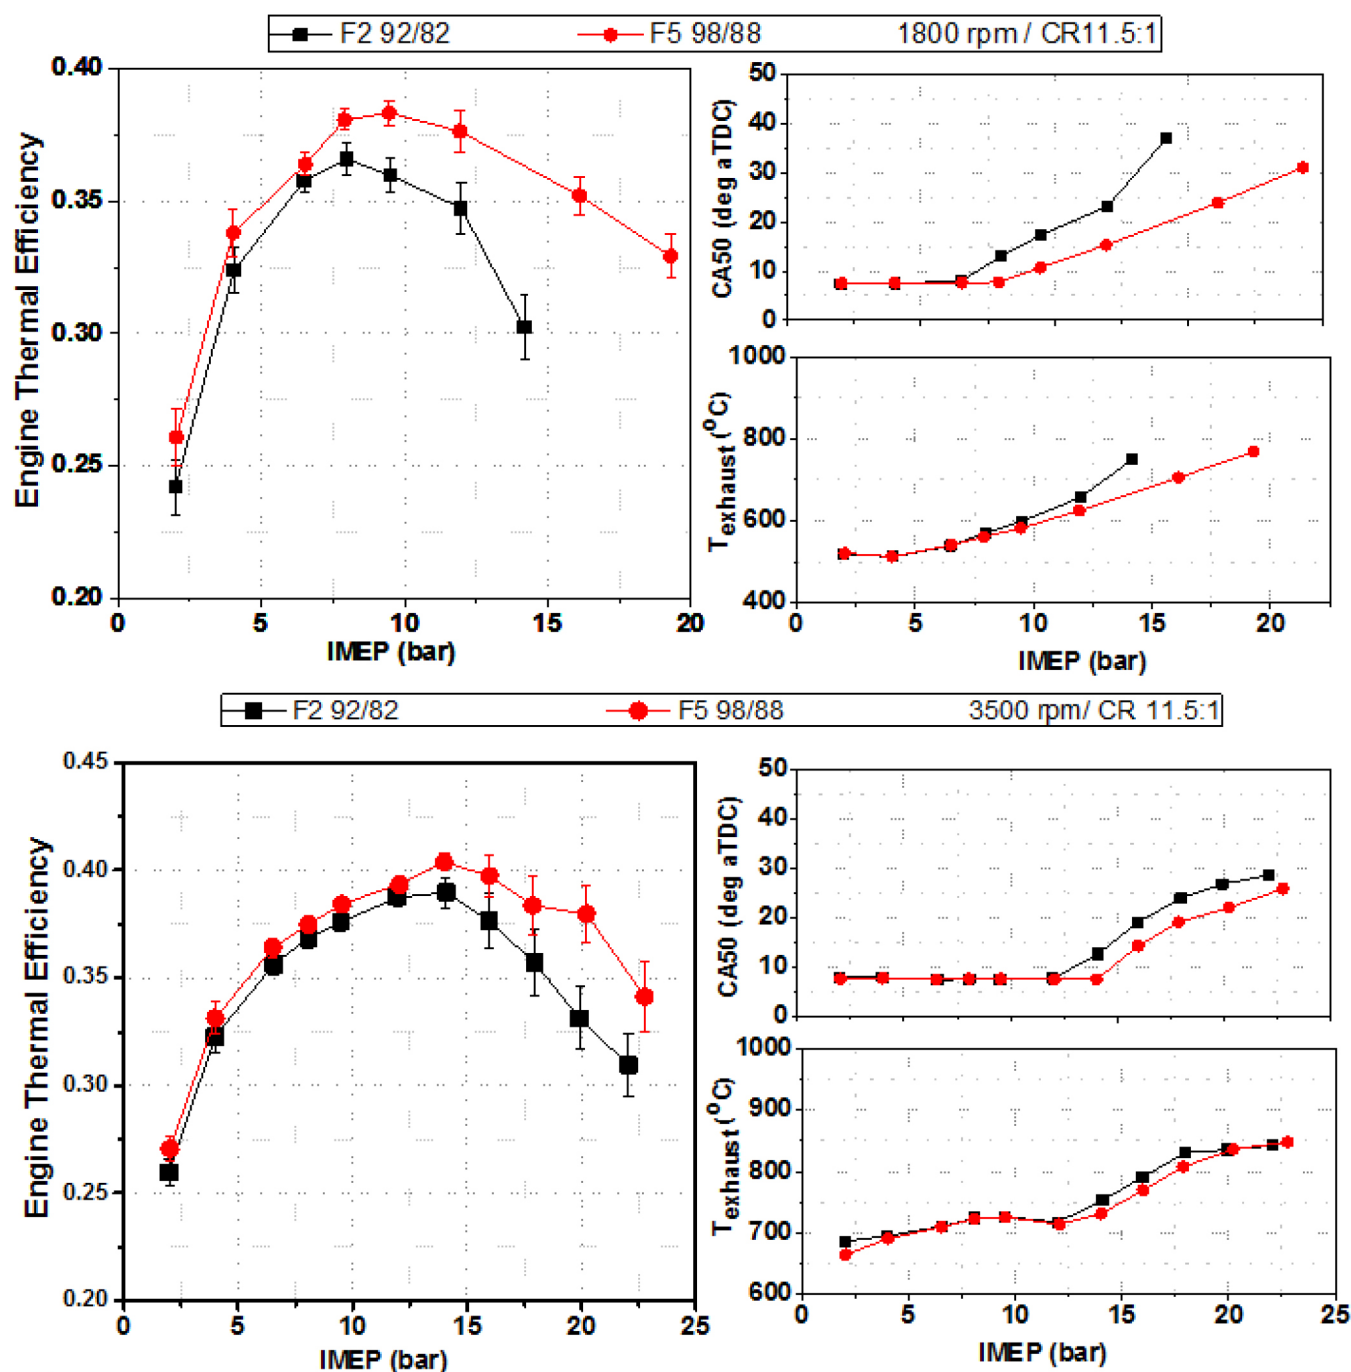 F2 92/82 F5 98/88 1800 rpm / CR11.5:1
Engine Thermal Efficiency
0.40
0.35
0.30
0.25
0.20
0 5 10 15 20
IMEP (bar)
CA50 (deg aTDC)
50
40
30
20
10
0
Texhaust(°C)
1000
800
600
400
0 5 10 15 20
IMEP (bar)
F2 92/82 F5 98/88 3500 rpm/ CR 11.5:1
Engine Thermal Efficiency
0.45
0.40
0.35
0.30
0.25
0.20
0 5 10 15 20 25
IMEP (bar)
CA50 (deg aTDC)
50
40
30
20
10
0
Texhaust(°C)
1000
900
800
700
600
0 5 10 15 20 25
IMEP (bar)